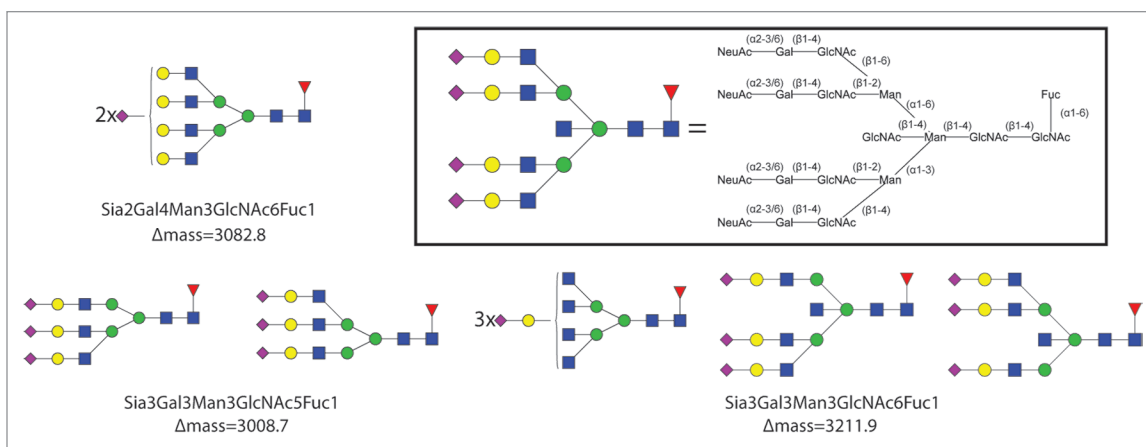 2x
Sia2Gal4Man3GlcNAc6Fuc1
Δmass=3082.8
=
(α2-3/6) (β1-4)
NeuAc Gal GlcNAc
(β1-6)
(α2-3/6) (β1-4) (β1-2)
NeuAc Gal GlcNAc Man
(α1-6)
Fuc
(α1-6)
(β1-4) (β1-4) (β1-4)
GlcNAc Man GlcNAc GlcNAc
(α1-3)
(α2-3/6) (β1-4) (β1-2)
NeuAc Gal GlcNAc Man
(β1-4)
(α2-3/6) (β1-4)
NeuAc Gal GlcNAc
Sia3Gal3Man3GlcNAc5Fuc1
Δmass=3008.7
3x
Sia3Gal3Man3GlcNAc6Fuc1
Δmass=3211.9